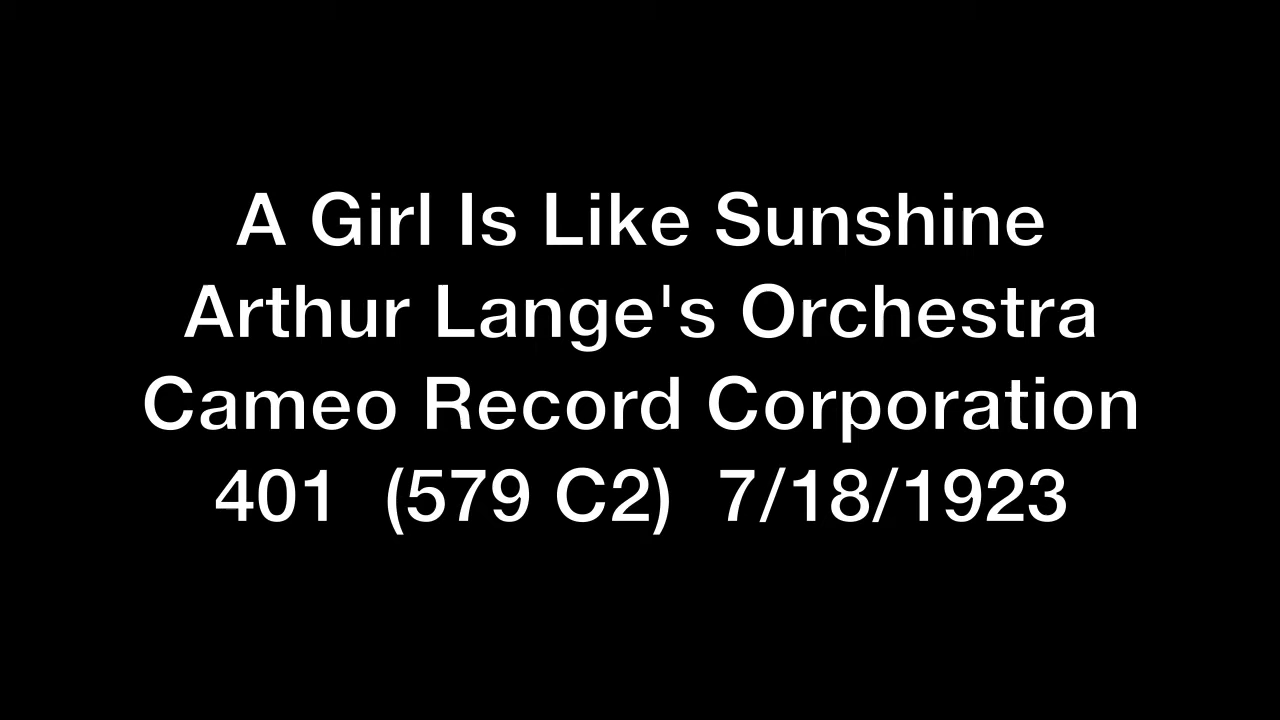 A Girl Is Like Sunshine
Arthur Lange's Orchestra
Cameo Record Corporation
401  (579 C2)  7/18/1923